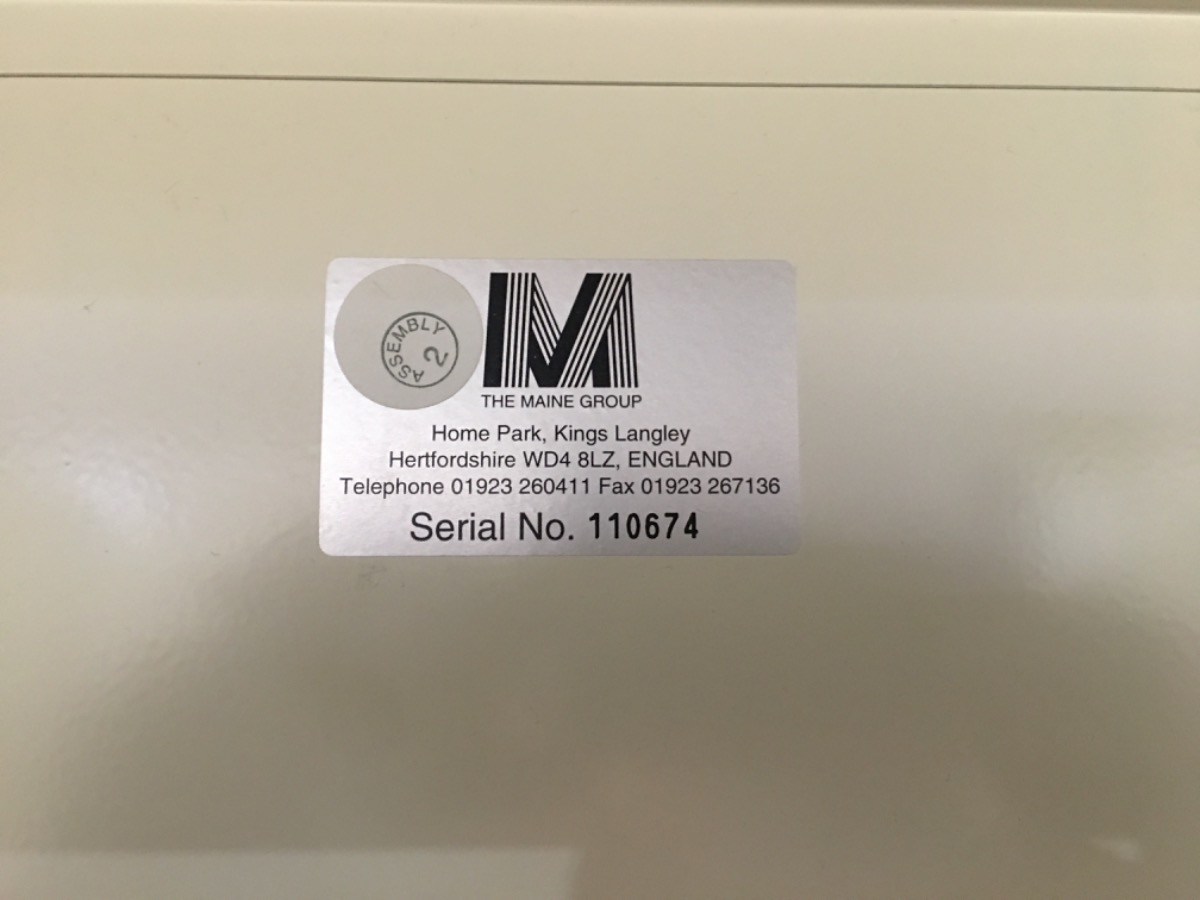 ASSEMBLY
2
M
THE MAINE GROUP
Home Park, Kings Langley
Hertfordshire WD4 8LZ, ENGLAND
Telephone 01923 260411 Fax 01923 267136
Serial No. 110674